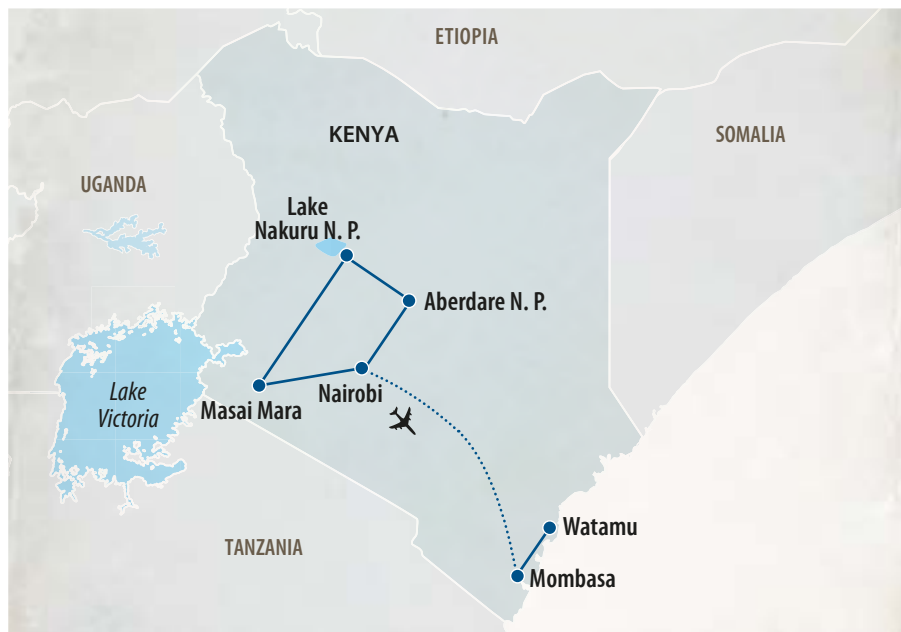 ETIOPIA
KENYA
SOMALIA
UGANDA
Lake
Nakuru N. P.
Aberdare N. P.
Nairobi
Masai Mara
Lake
Victoria
Watamu
TANZANIA
Mombasa